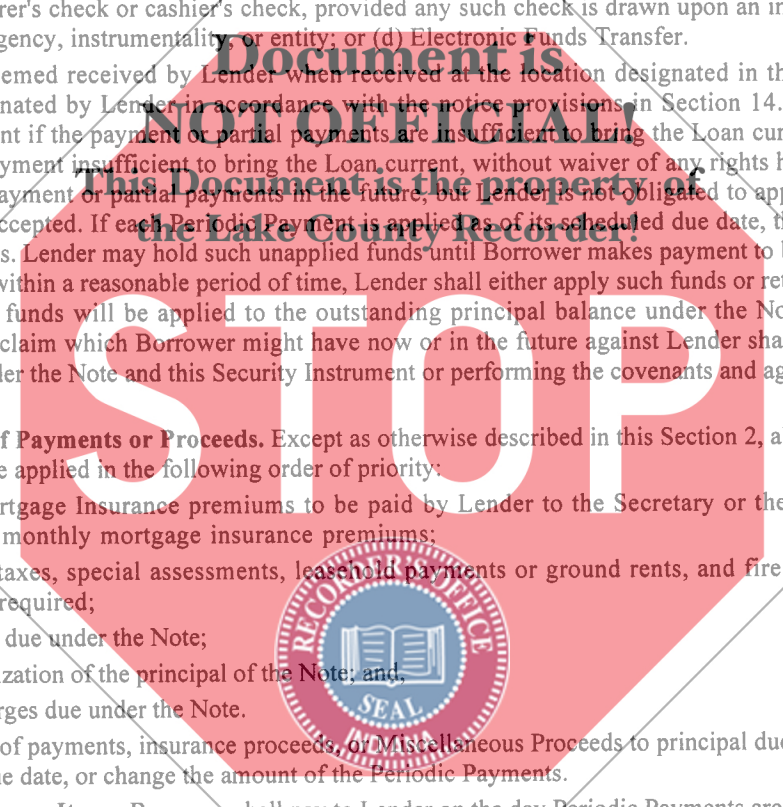 rer's check or cashier's check, provided any such check is drawn upon an in
gency, instrumentality, or entity; or (d) Electronic Funds Transfer.
Document is
emed received by Lender when received at the location designated in th
nated by Lender in accordance with the notice provisions in Section 14.
NOT OFFICIAL!
nt if the payment or partial payments are insufficient to bring the Loan cur
yment insufficient to bring the Loan current, without waiver of any rights h
This Document is the property of
ayment or partial payments in the future, but Lender is not obligated to app
ccepted. If each Periodic Payment is applied as of its scheduled due date, th
the Lake County Recorder!
s. Lender may hold such unapplied funds until Borrower makes payment to
within a reasonable period of time, Lender shall either apply such funds or ret
funds will be applied to the outstanding principal balance under the No
claim which Borrower might have now or in the future against Lender sha
der the Note and this Security Instrument or performing the covenants and ag
STOP
f Payments or Proceeds. Except as otherwise described in this Section 2, a
e applied in the following order of priority:
rtgage Insurance premiums to be paid by Lender to the Secretary or the
monthly mortgage insurance premiums;
taxes, special assessments, leasehold payments or ground rents, and fire
required;
due under the Note;
zation of the principal of the Note; and,
rges due under the Note.
RECORDER'S OFFICE
SEAL
INDIANA
of payments, insurance proceeds, or Miscellaneous Proceeds to principal due
ne date, or change the amount of the Periodic Payments.